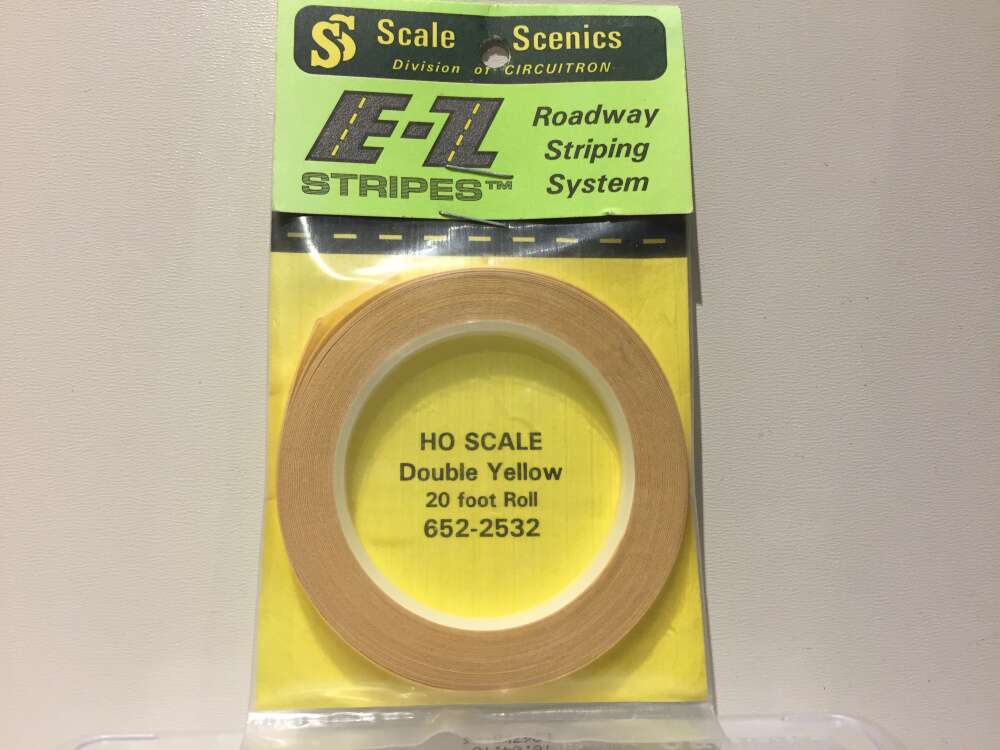 SS Scale Scenics
Division of CIRCUITRON
E-Z
STRIPES™
Roadway
Striping
System
HO SCALE
Double Yellow
20 foot Roll
652-2532